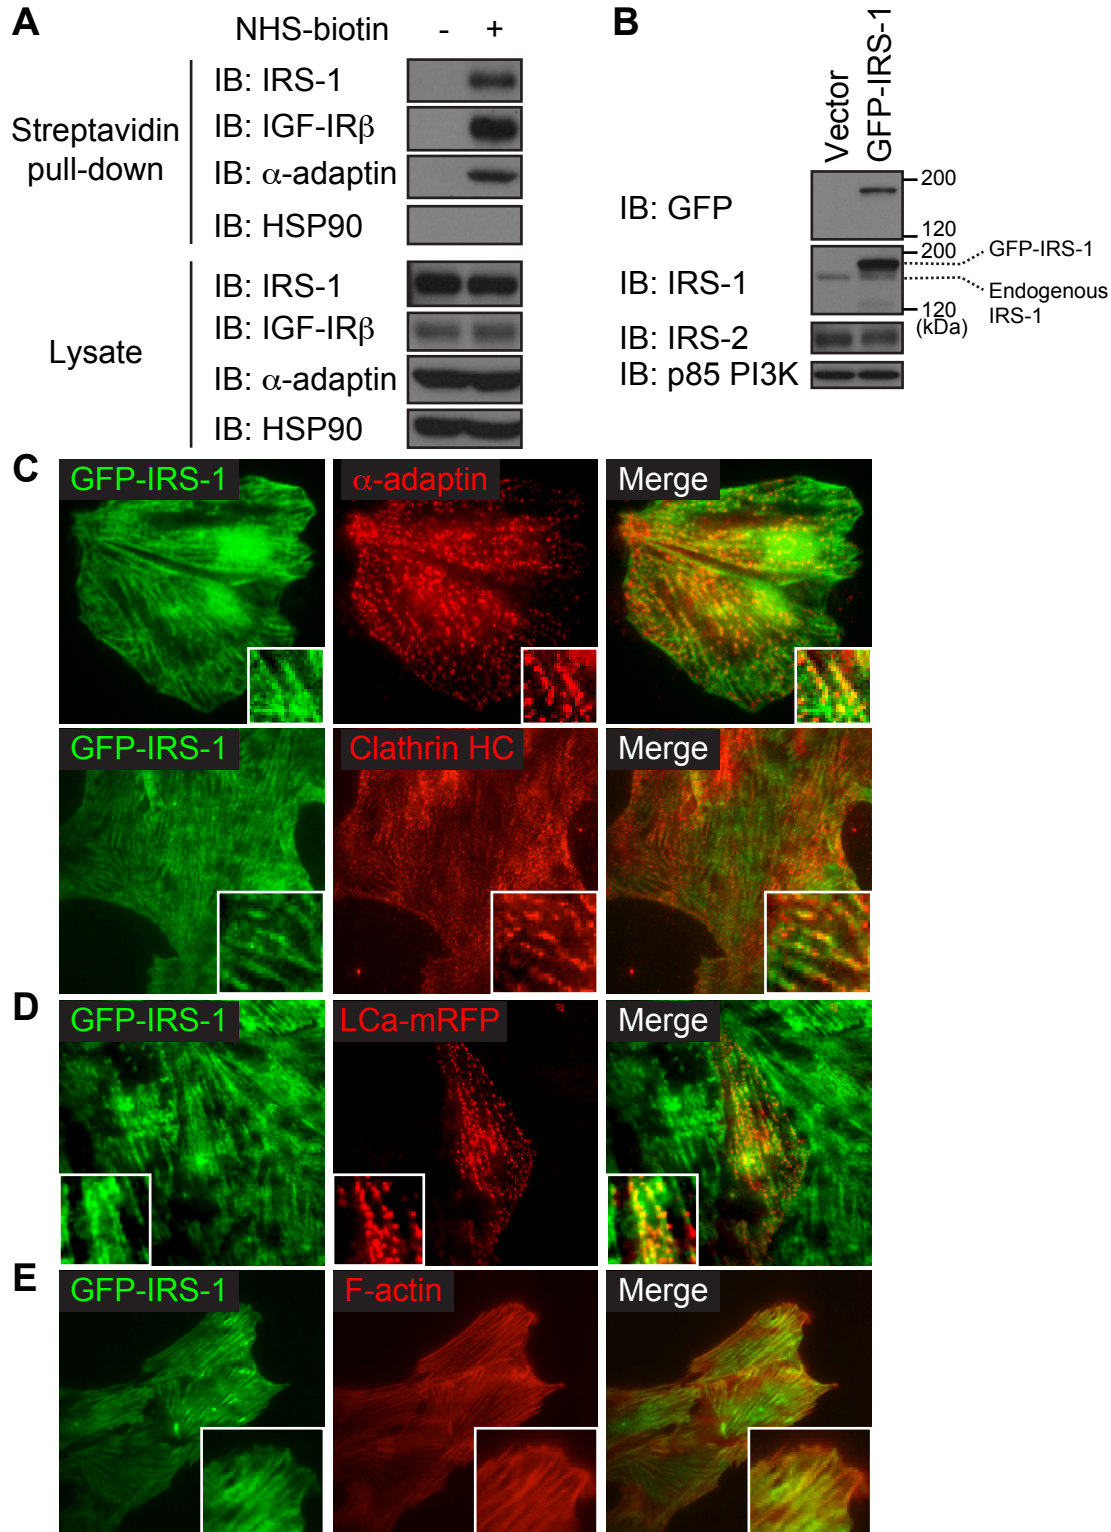 A
NHS-biotin - +
Streptavidin
pull-down
IB: IRS-1
IB: IGF-IRβ
IB: α-adaptin
IB: HSP90
Lysate
IB: IRS-1
IB: IGF-IRβ
IB: α-adaptin
IB: HSP90
B
Vector
GFP-IRS-1
IB: GFP
200
120
IB: IRS-1
200
120
(kDa)
GFP-IRS-1
Endogenous
IRS-1
IB: IRS-2
IB: p85 PI3K
C
GFP-IRS-1 α-adaptin Merge
GFP-IRS-1 Clathrin HC Merge
D
GFP-IRS-1 LCa-mRFP Merge
E
GFP-IRS-1 F-actin Merge